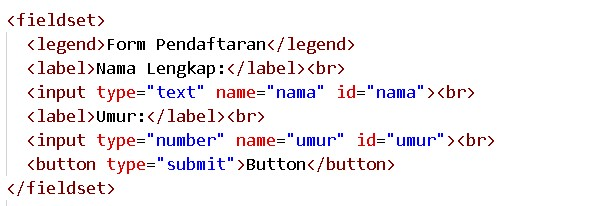 <fieldset>
<legend>Form Pendaftaran</legend>
<label>Nama Lengkap:</label><br>
<input type="text" name="nama" id="nama"><br>
<label>Umur:</label><br>
<input type="number" name="umur" id="umur"><br>
<button type="submit">Button</button>
</fieldset>